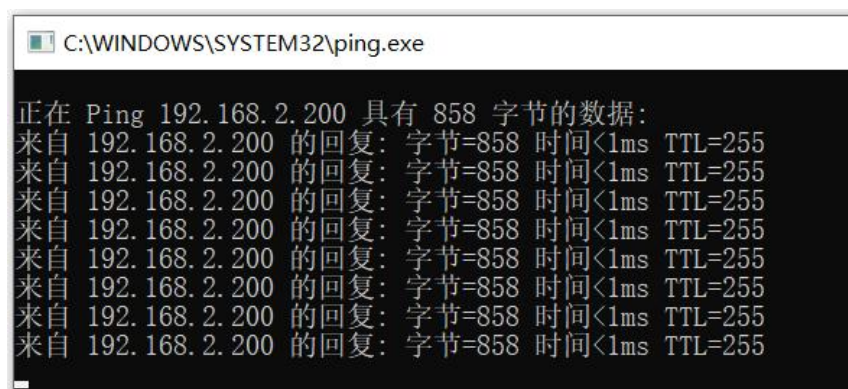 C:\WINDOWS\SYSTEM32\ping.exe
正在 Ping 192.168.2.200 具有 858 字节的数据:
来自 192.168.2.200 的回复: 字节=858 时间<1ms TTL=255
来自 192.168.2.200 的回复: 字节=858 时间<1ms TTL=255
来自 192.168.2.200 的回复: 字节=858 时间<1ms TTL=255
来自 192.168.2.200 的回复: 字节=858 时间<1ms TTL=255
来自 192.168.2.200 的回复: 字节=858 时间<1ms TTL=255
来自 192.168.2.200 的回复: 字节=858 时间<1ms TTL=255
来自 192.168.2.200 的回复: 字节=858 时间<1ms TTL=255
来自 192.168.2.200 的回复: 字节=858 时间<1ms TTL=255